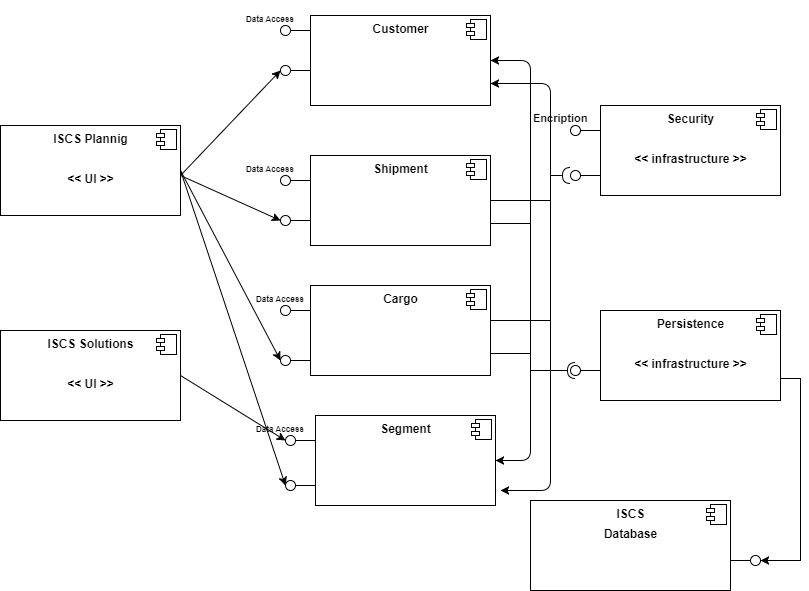 Data Access
Customer
Encription
Security
<< infrastructure >>
ISCS Plannig
<< UI >>
Data Access
Shipment
Data Access
Cargo
Persistence
<< infrastructure >>
ISCS Solutions
<< UI >>
Data Access
Segment
ISCS
Database